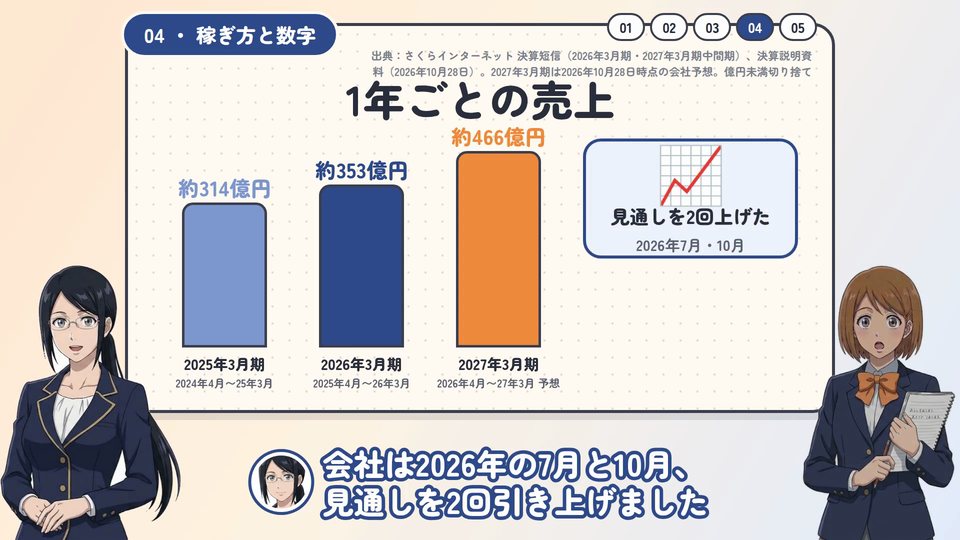 04 ・ 稼ぎ方と数字
01 02 03 04 05
出典：さくらインターネット 決算短信（2026年3月期・2027年3月期中間期）、決算説明資
料（2026年10月28日）。2027年3月期は2026年10月28日時点の会社予想。億円未満切り捨て
1年ごとの売上
約314億円
約353億円
約466億円
見通しを2回上げた
2026年7月・10月
2025年3月期
2024年4月〜25年3月
2026年3月期
2025年4月〜26年3月
2027年3月期
2026年4月〜27年3月 予想
会社は2026年の7月と10月、
見通しを2回引き上げました